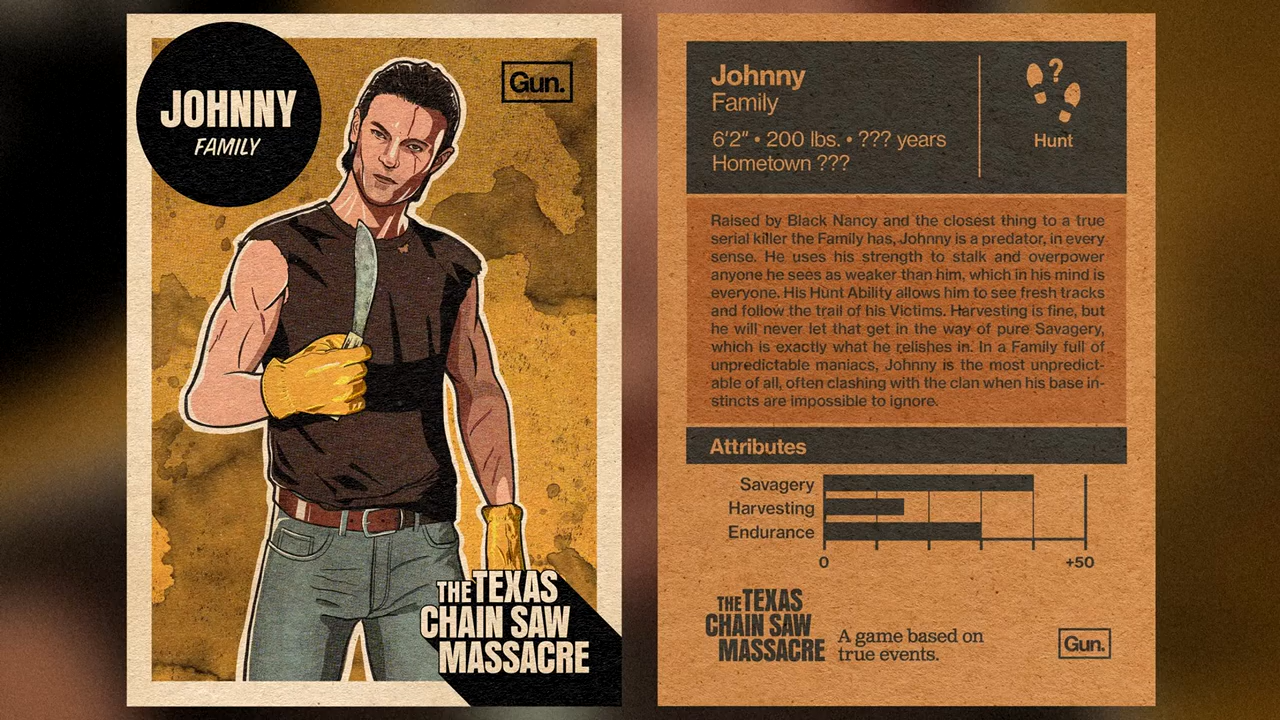 JOHNNY
FAMILY
Gun.
THE TEXAS
CHAIN SAW
MASSACRE
Johnny
Family
6'2" • 200 lbs. • ??? years
Hometown ???
?
Hunt
Raised by Black Nancy and the closest thing to a true
serial killer the Family has, Johnny is a predator, in every
sense. He uses his strength to stalk and overpower
anyone he sees as weaker than him, which in his mind is
everyone. His Hunt Ability allows him to see fresh tracks
and follow the trail of his Victims. Harvesting is fine, but
he will never let that get in the way of pure Savagery,
which is exactly what he relishes in. In a Family full of
unpredictable maniacs, Johnny is the most unpredict-
able of all, often clashing with the clan when his base in-
stincts are impossible to ignore.
Attributes
Savagery
Harvesting
Endurance
0
+50
THE TEXAS
CHAIN SAW
MASSACRE
A game based on
true events.
Gun.